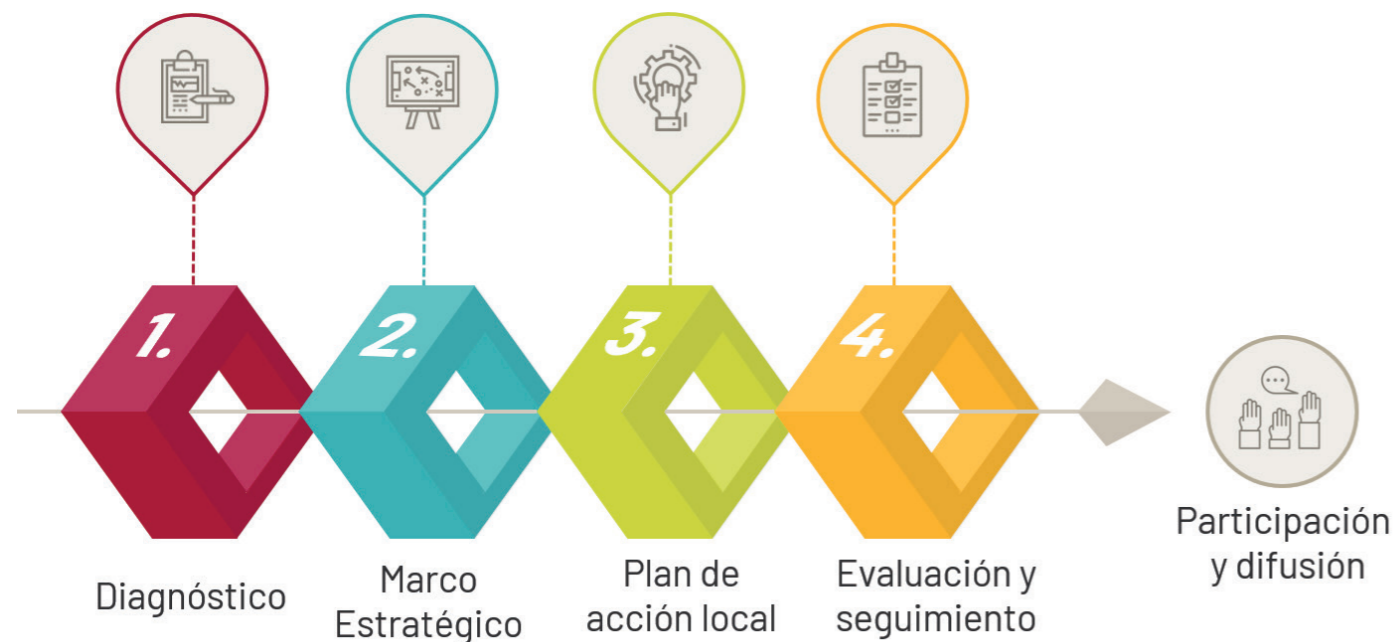 1.
2.
3.
4.
Diagnóstico
Marco
Estratégico
Plan de
acción local
Evaluación y
seguimiento
Participación
y difusión